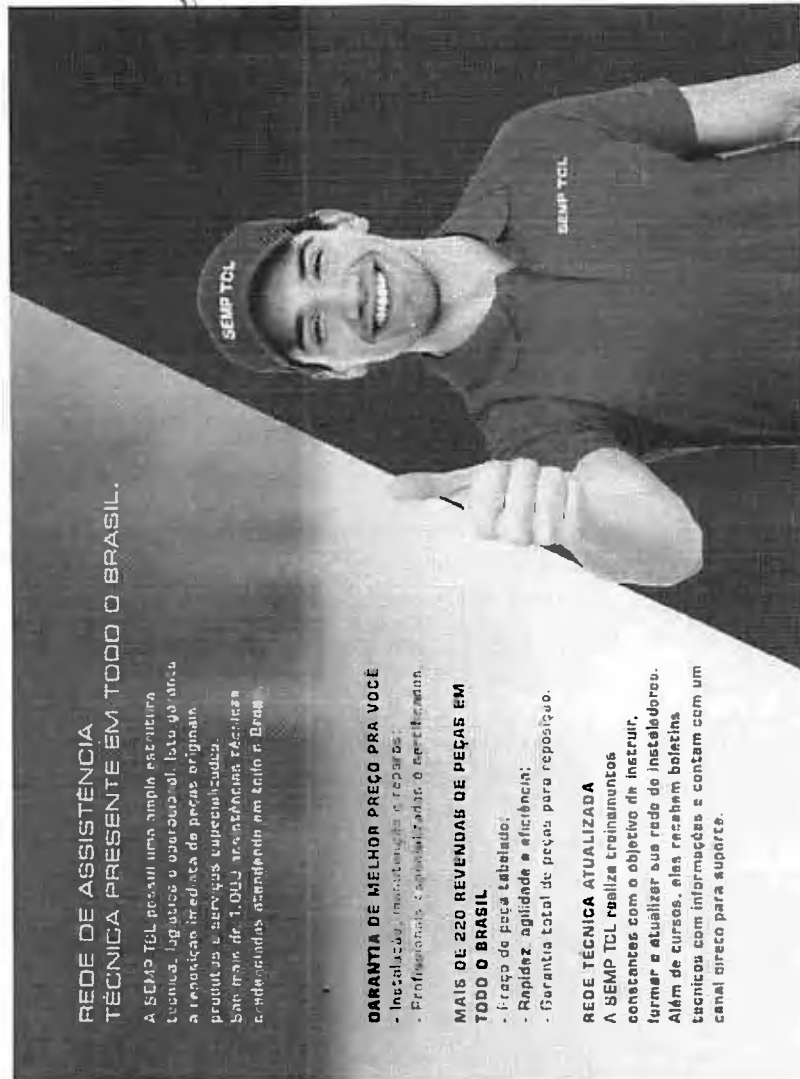 REDE DE ASSISTÊNCIA
TÉCNICA PRESENTE EM TODO O BRASIL.
A SEMP TCL possui uma ampla estrutura
técnica, logística e operacional. Isto garante
a reposição imediata de peças originais
produtos e serviços especializados.
São mais de 1.000 assistências técnicas
credenciadas atendendo em todo o Brasil
GARANTIA DE MELHOR PREÇO PRA VOCÊ
- Instalação, manutenção e reparos;
- Profissionais especializados e certificados.
MAIS DE 220 REVENDAS DE PEÇAS EM
TODO O BRASIL
- Preço de peça tabelado;
- Rapidez, agilidade e eficiência;
- Garantia total de peças para reposição.
REDE TÉCNICA ATUALIZADA
A SEMP TCL realiza treinamentos
constantes com o objetivo de instruir,
formar e atualizar sua rede de instaladores.
Além de cursos, eles recebem boletins
técnicos com informações e contam com um
canal direto para suporte.
SEMP TCL
SEMP TCL